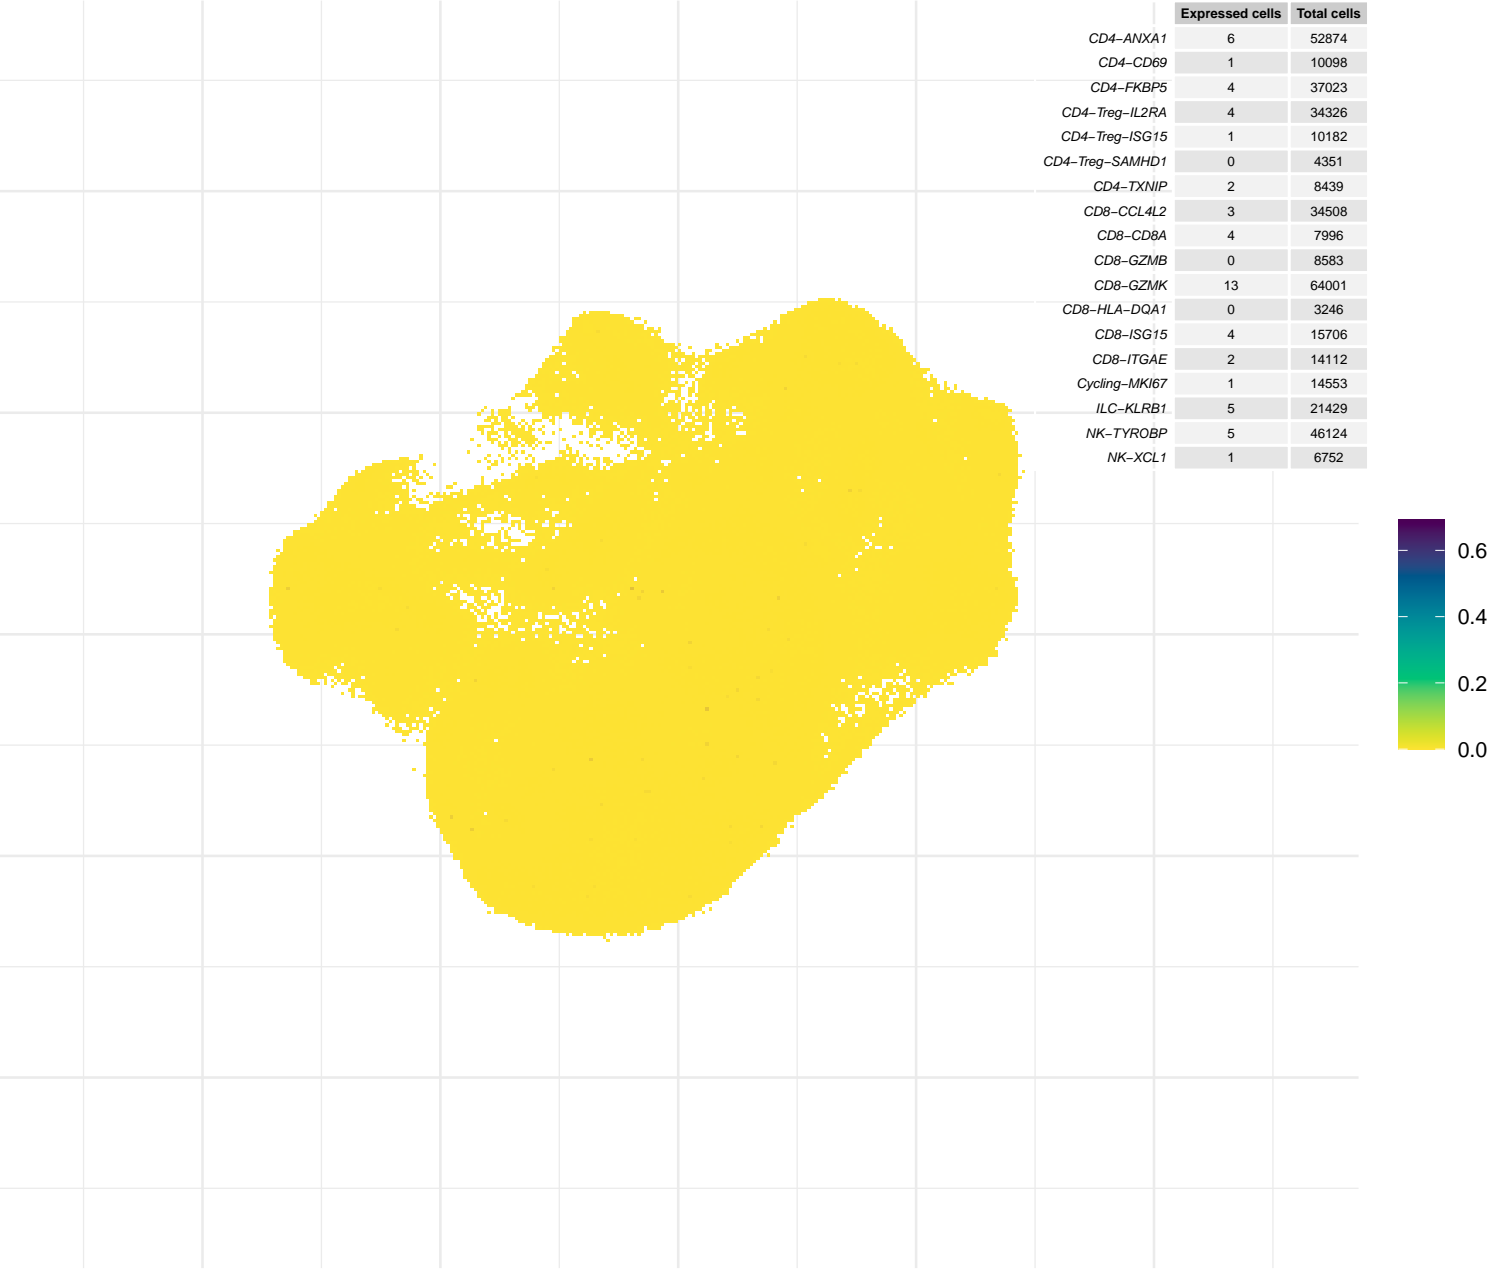 Expressed cells Total cells
CD4−ANXA1 6 52874
CD4−CD69 1 10098
CD4−FKBP5 4 37023
CD4−Treg−IL2RA 4 34326
CD4−Treg−ISG15 1 10182
CD4−Treg−SAMHD1 0 4351
CD4−TXNIP 2 8439
CD8−CCL4L2 3 34508
CD8−CD8A 4 7996
CD8−GZMB 0 8583
CD8−GZMK 13 64001
CD8−HLA−DQA1 0 3246
CD8−ISG15 4 15706
CD8−ITGAE 2 14112
Cycling−MKI67 1 14553
ILC−KLRB1 5 21429
NK−TYROBP 5 46124
NK−XCL1 1 6752
0.6
0.4
0.2
0.0